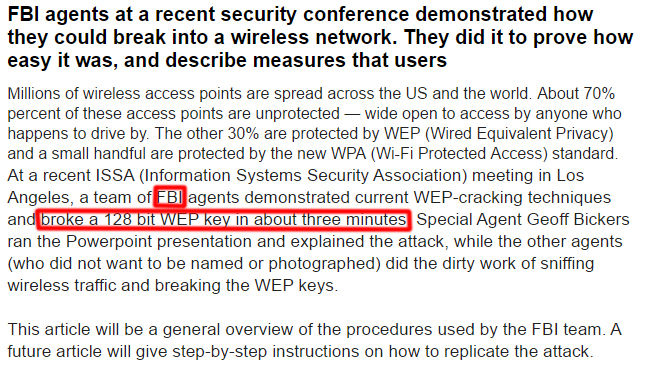 FBI agents at a recent security conference demonstrated how
they could break into a wireless network. They did it to prove how
easy it was, and describe measures that users
Millions of wireless access points are spread across the US and the world. About 70%
percent of these access points are unprotected — wide open to access by anyone who
happens to drive by. The other 30% are protected by WEP (Wired Equivalent Privacy)
and a small handful are protected by the new WPA (Wi-Fi Protected Access) standard.
At a recent ISSA (Information Systems Security Association) meeting in Los
Angeles, a team of FBI agents demonstrated current WEP-cracking techniques
and broke a 128 bit WEP key in about three minutes. Special Agent Geoff Bickers
ran the Powerpoint presentation and explained the attack, while the other agents
(who did not want to be named or photographed) did the dirty work of sniffing
wireless traffic and breaking the WEP keys.
This article will be a general overview of the procedures used by the FBI team. A
future article will give step-by-step instructions on how to replicate the attack.